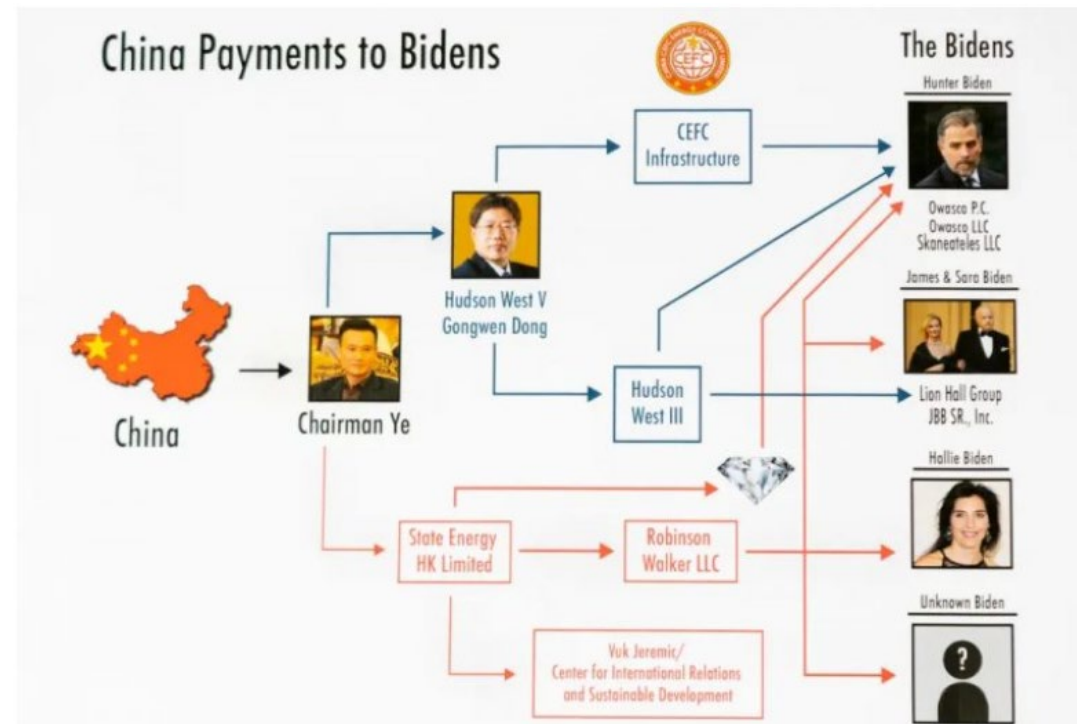 China Payments to Bidens
CEFC
The Bidens
Hunter Biden
CEFC
Infrastructure
Owasco P.C.
Owasco LLC
Skaneateles LLC
Hudson West V
Gongwen Dong
James & Sara Biden
China
Chairman Ye
Hudson
West III
Lion Hall Group
JBB SR., Inc.
Hallie Biden
State Energy
HK Limited
Robinson
Walker LLC
Unknown Biden
?
Vuk Jeremic/
Center for International Relations
and Sustainable Development